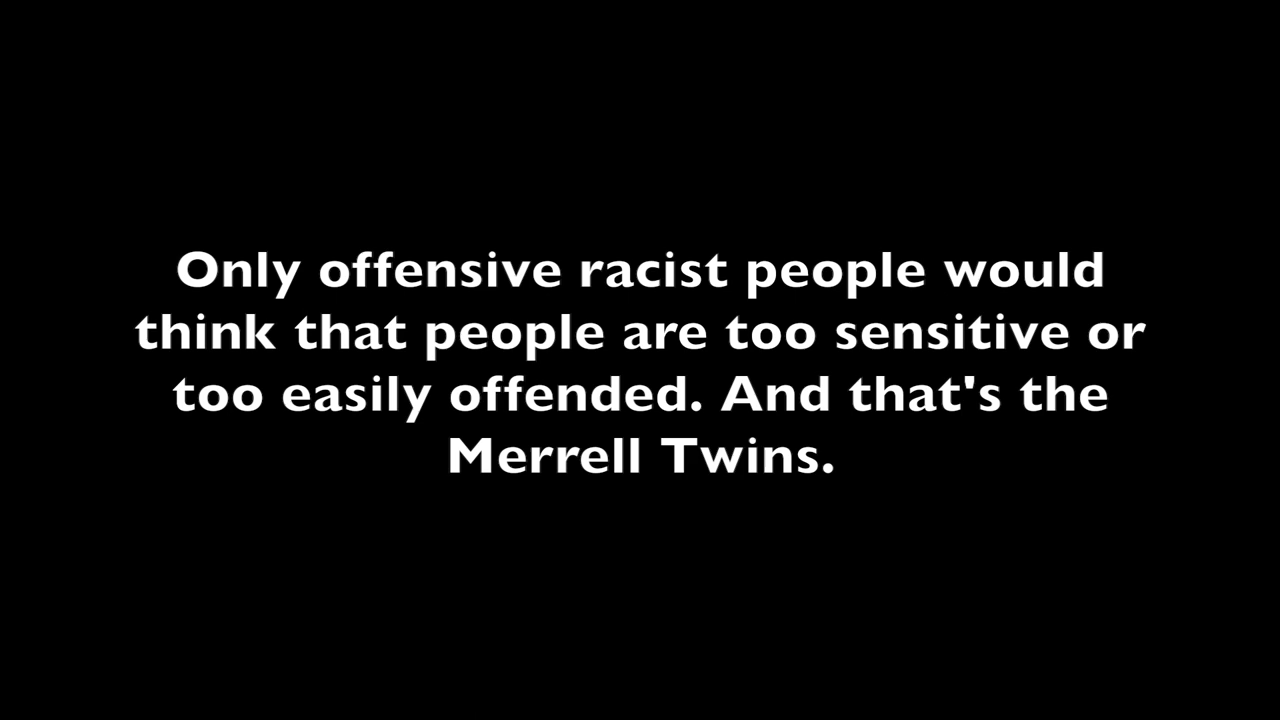 Only offensive racist people would
think that people are too sensitive or
too easily offended. And that's the
Merrell Twins.